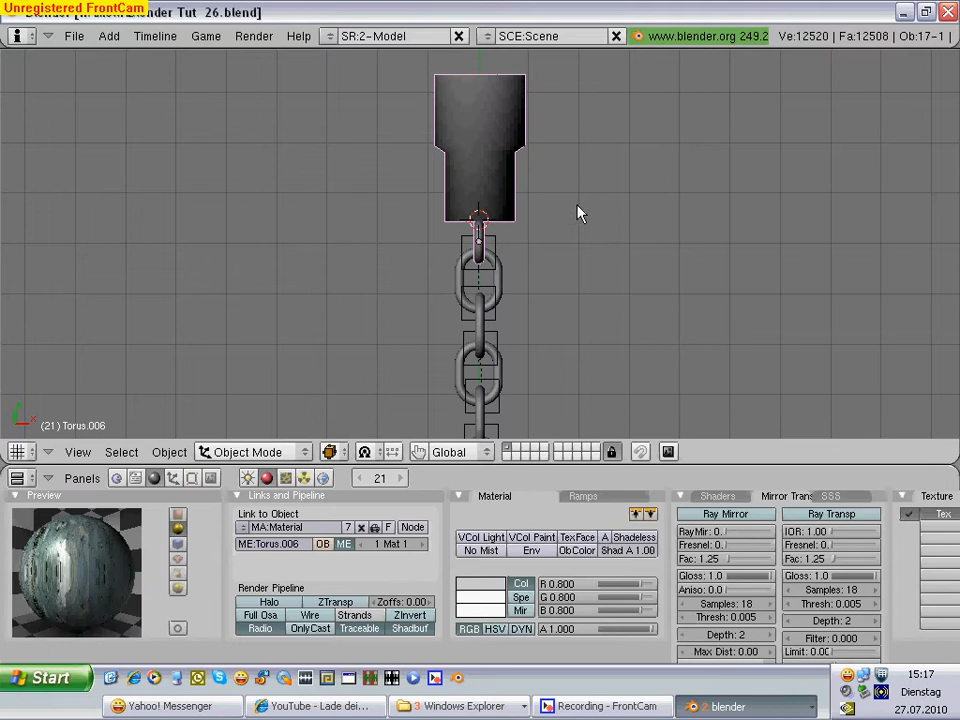 Unregistered FrontCam
Blender Tut 26.blend]
File Add Timeline Game Render Help SR:2-Model SCE:Scene www.blender.org 249.2 Ve:12520 | Fa:12508 | Ob:17-1 |
(21) Torus.006
View Select Object Object Mode Global
Panels 21
Preview Links and Pipeline Material Ramps Shaders Mirror Trans SSS Texture
Link to Object
MA:Material 7 F Node
ME:Torus.006 OB ME 1 Mat 1
Render Pipeline
Halo ZTransp Zoffs: 0.00
Full Osa Wire Strands ZInvert
Radio OnlyCast Traceable Shadbuf
VCol Light VCol Paint TexFace A Shadeless
No Mist Env ObColor Shad A 1.00
Col R 0.800
Spe G 0.800
Mir B 0.800
RGB HSV DYN A 1.000
Ray Mirror Ray Transp
RayMir: 0. IOR: 1.00
Fresnel: 0. Fresnel: 0.
Fac: 1.25 Fac: 1.25
Gloss: 1.0 Gloss: 1.0
Aniso: 0.0 Samples: 18
Samples: 18 Thresh: 0.005
Thresh: 0.005 Depth: 2
Depth: 2 Filter: 0.000
Max Dist: 0.00 Limit: 0.00
Tex
Start 15:17
Dienstag
27.07.2010
Yahoo! Messenger YouTube - Lade dei... 3 Windows Explorer Recording - FrontCam 2 blender